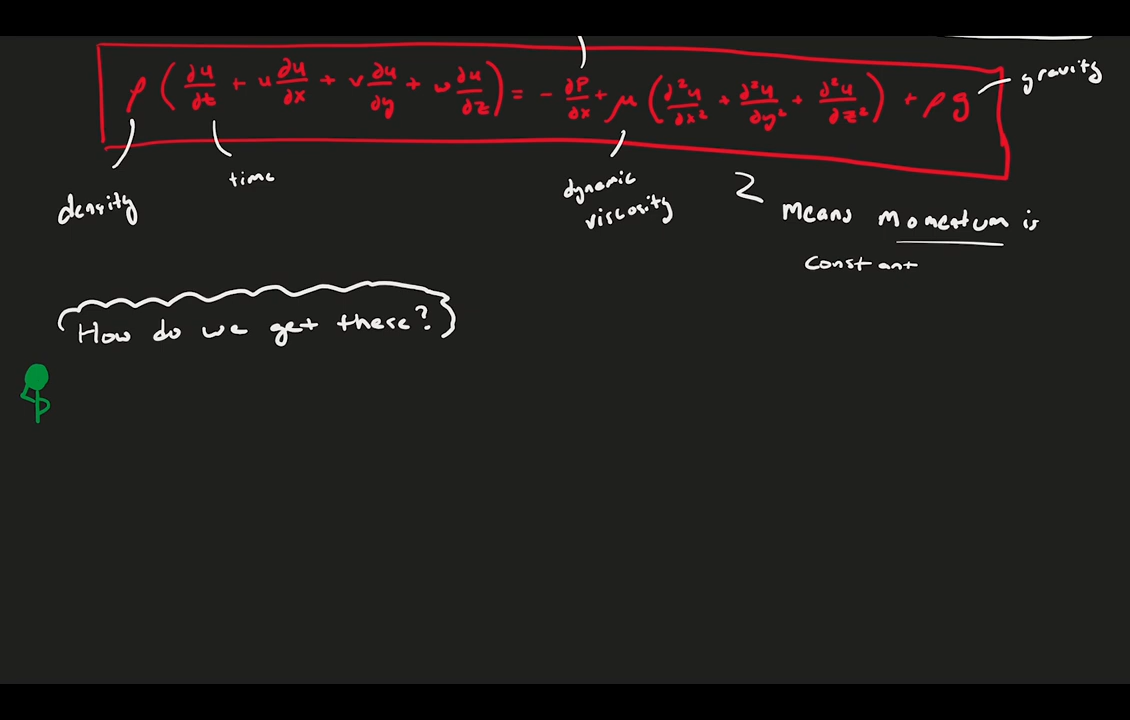 ρ ( ∂u/∂t + u ∂u/∂x + v ∂u/∂y + w ∂u/∂z ) = - ∂P/∂x + μ ( ∂²u/∂x² + ∂²u/∂y² + ∂²u/∂z² ) + ρg
gravity
density
time
dynamic
viscosity
means momentum is
constant
How do we get these?